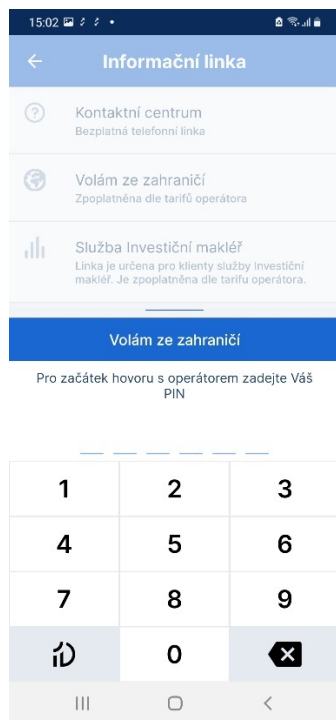 15:02
Informační linka
Kontaktní centrum
Bezplatná telefonní linka
Volám ze zahraničí
Zpoplatněna dle tarifů operátora
Služba Investiční makléř
Linka je určena pro klienty služby Investiční
makléř. Je zpoplatněna dle tarifu operátora.
Volám ze zahraničí
Pro začátek hovoru s operátorem zadejte Váš
PIN
1 2 3
4 5 6
7 8 9
0